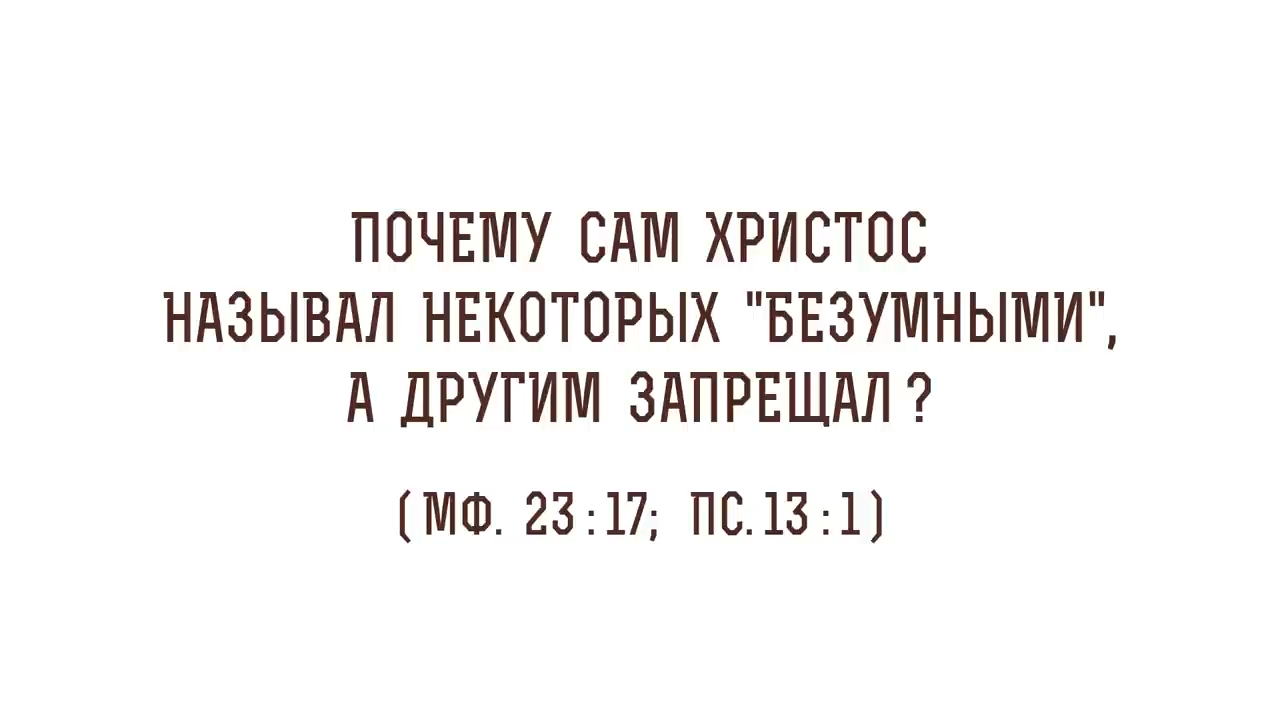 ПОЧЕМУ САМ ХРИСТОС
НАЗЫВАЛ НЕКОТОРЫХ "БЕЗУМНЫМИ",
А ДРУГИМ ЗАПРЕЩАЛ?
(МФ. 23:17; ПС.13:1)